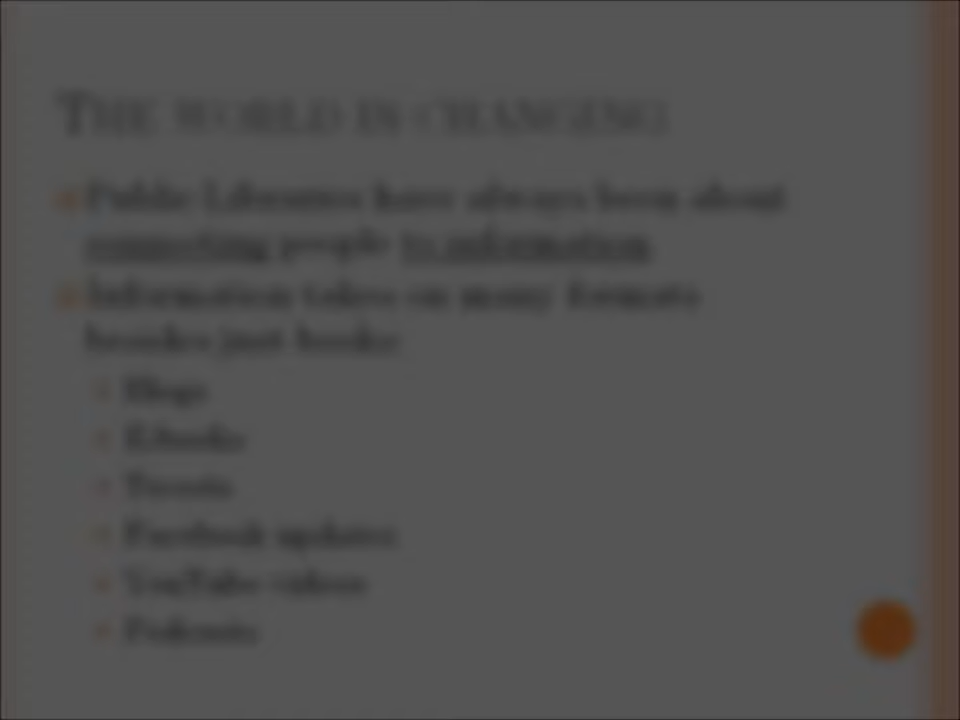 THE WORLD IS CHANGING
Public Libraries have always been about
connecting people to information
Information takes on many formats
besides just books:
Blogs
E-books
Tweets
Facebook updates
YouTube videos
Podcasts